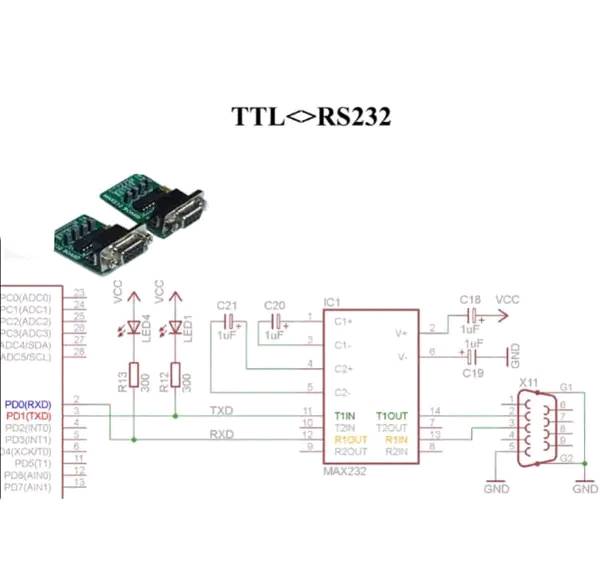 TTL<>RS232
PC0(ADC0) 23
PC1(ADC1) 24
PC2(ADC2) 25
PC3(ADC3) 26
ADC4/SDA) 27
ADC5/SCL) 28
PD0(RXD) 2
PD1(TXD) 3
PD2(INT0) 4
PD3(INT1) 5
04(XCK/T0) 6
PD5(T1) 11
PD6(AIN0) 12
PD7(AIN1) 13
VCC
LED4
R13
300
VCC
LED1
R12
300
C21
1uF
C20
1uF
TXD
RXD
IC1
1 C1+
3 C1-
4 C2+
5 C2-
V+ 2
V- 6
11 T1IN T1OUT 14
10 T2IN T2OUT 7
12 R1OUT R1IN 13
9 R2OUT R2IN 8
MAX232
C18
1uF
VCC
1uF
C19
GND
X11
G1
1
6
2
7
3
8
4
9
5
G2
GND
GND